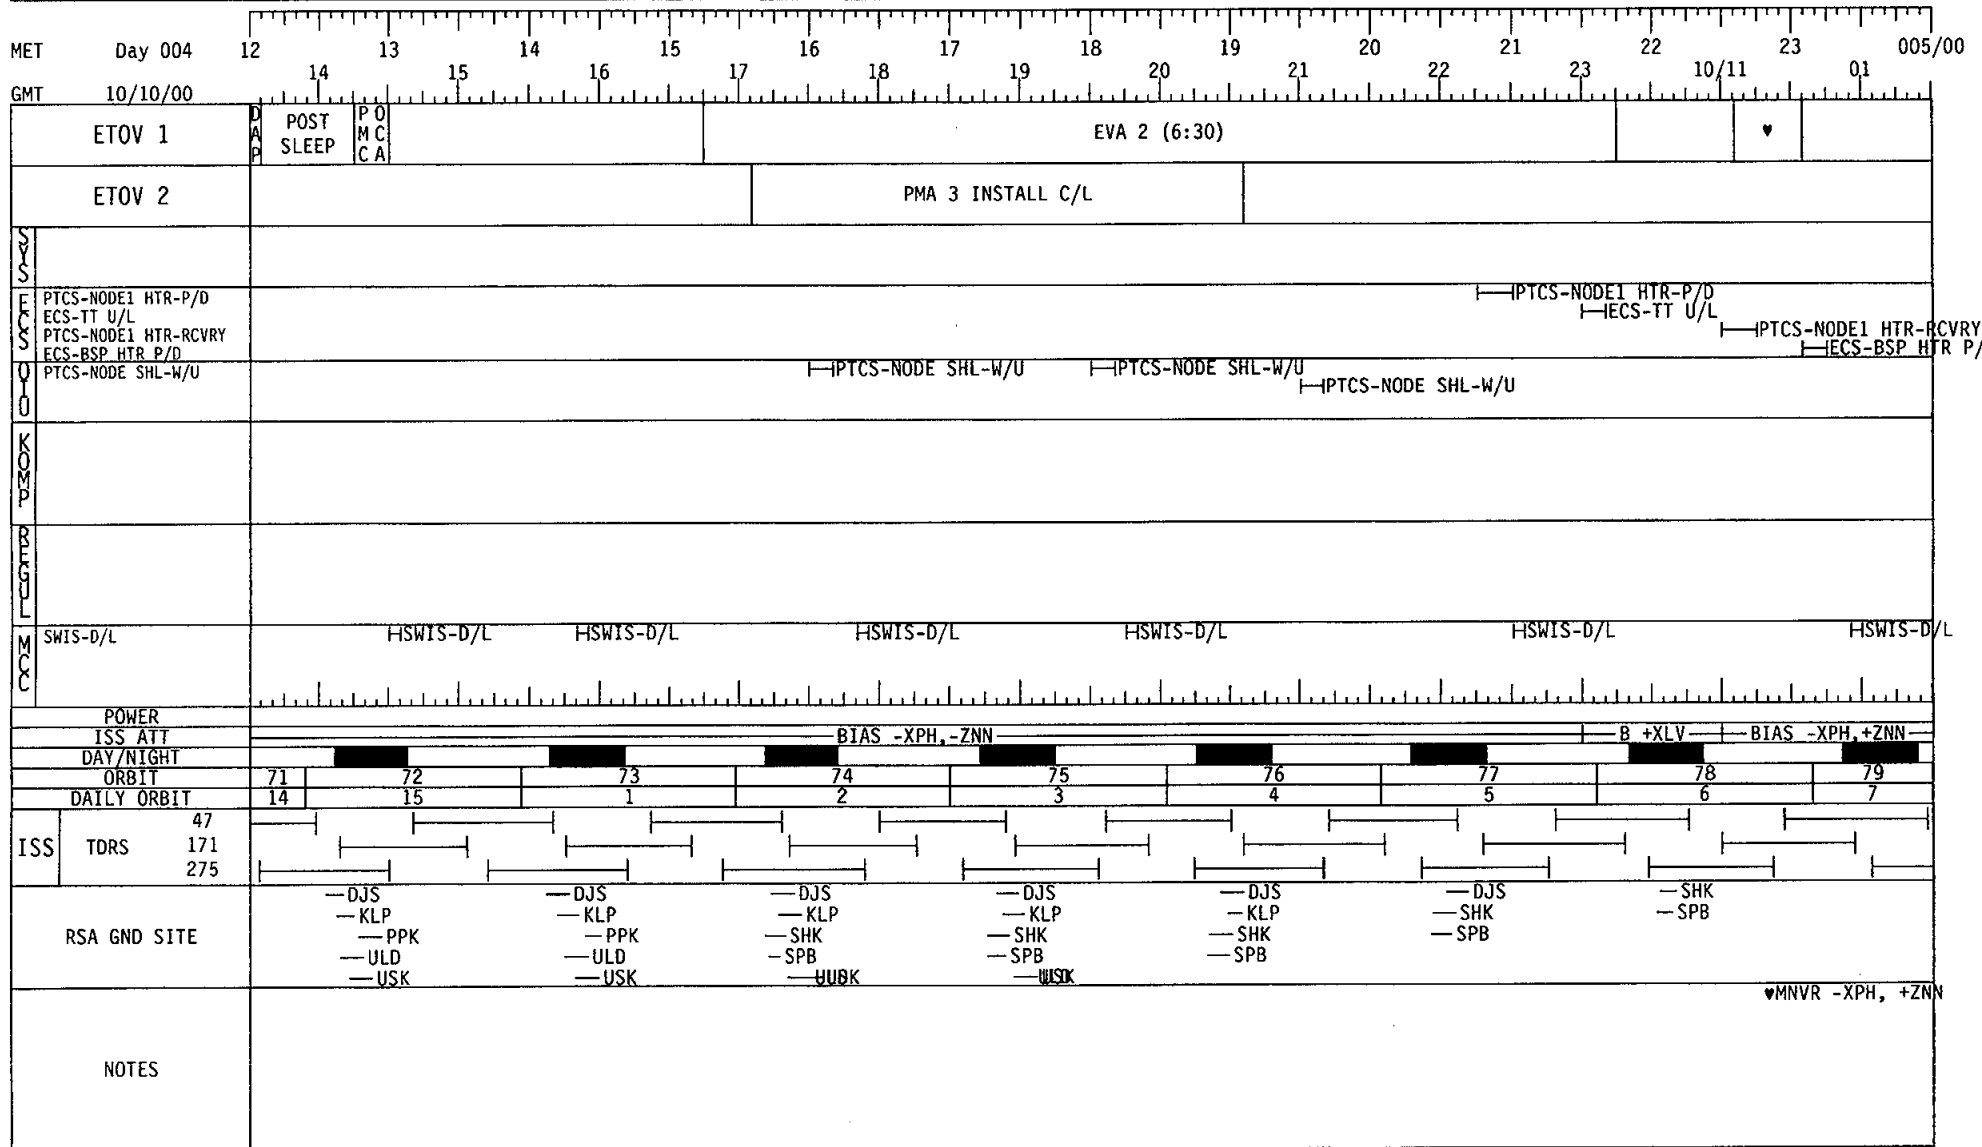 MET Day 004 12 13 14 15 16 17 18 19 20 21 22 23 005/00
14 15 16 17 18 19 20 21 22 23 10/11 01
GMT 10/10/00
ETOV 1 DAP POST SLEEP PMC OCA EVA 2 (6:30) ♥
ETOV 2 PMA 3 INSTALL C/L
SYS
ECS
PTCS-NODE1 HTR-P/D PTCS-NODE1 HTR-P/D
ECS-TT U/L ECS-TT U/L
PTCS-NODE1 HTR-RCVRY PTCS-NODE1 HTR-RCVRY
ECS-BSP HTR P/D ECS-BSP HTR P/
OIO
PTCS-NODE SHL-W/U PTCS-NODE SHL-W/U PTCS-NODE SHL-W/U
PTCS-NODE SHL-W/U
KOMP
REGUL
MCC
SWIS-D/L SWIS-D/L SWIS-D/L SWIS-D/L SWIS-D/L SWIS-D/L SWIS-D/L
POWER
ISS ATT BIAS -XPH,-ZNN B +XLV BIAS -XPH,+ZNN
DAY/NIGHT
ORBIT 71 72 73 74 75 76 77 78 79
DAILY ORBIT 14 15 1 2 3 4 5 6 7
47
ISS TDRS 171
275
DJS DJS DJS DJS DJS DJS SHK
KLP KLP KLP KLP KLP SHK SPB
RSA GND SITE PPK PPK SHK SHK SHK SPB
ULD ULD SPB SPB SPB
USK USK
♥MNVR -XPH, +ZNN
NOTES